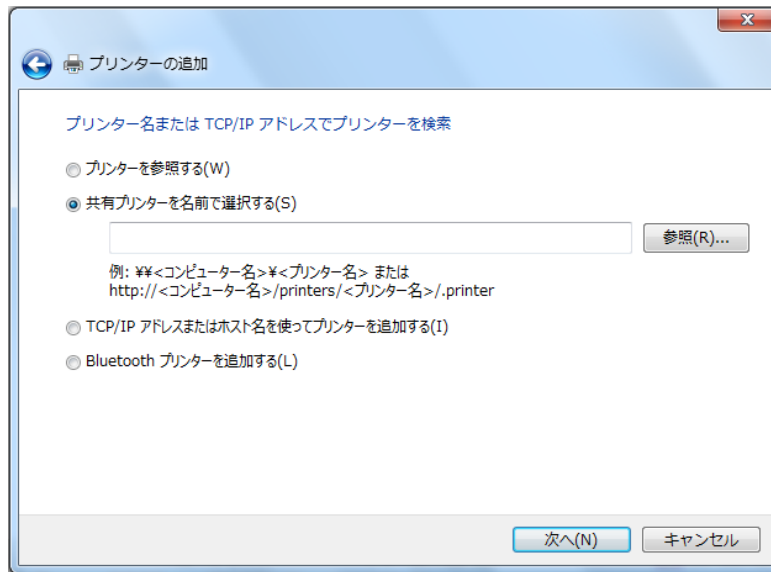 プリンターの追加
プリンター名または TCP/IP アドレスでプリンターを検索
プリンターを参照する(W)
共有プリンターを名前で選択する(S)
参照(R)...
例: ¥¥<コンピューター名>¥<プリンター名> または
http://<コンピューター名>/printers/<プリンター名>/.printer
TCP/IP アドレスまたはホスト名を使ってプリンターを追加する(I)
Bluetooth プリンターを追加する(L)
次へ(N)
キャンセル